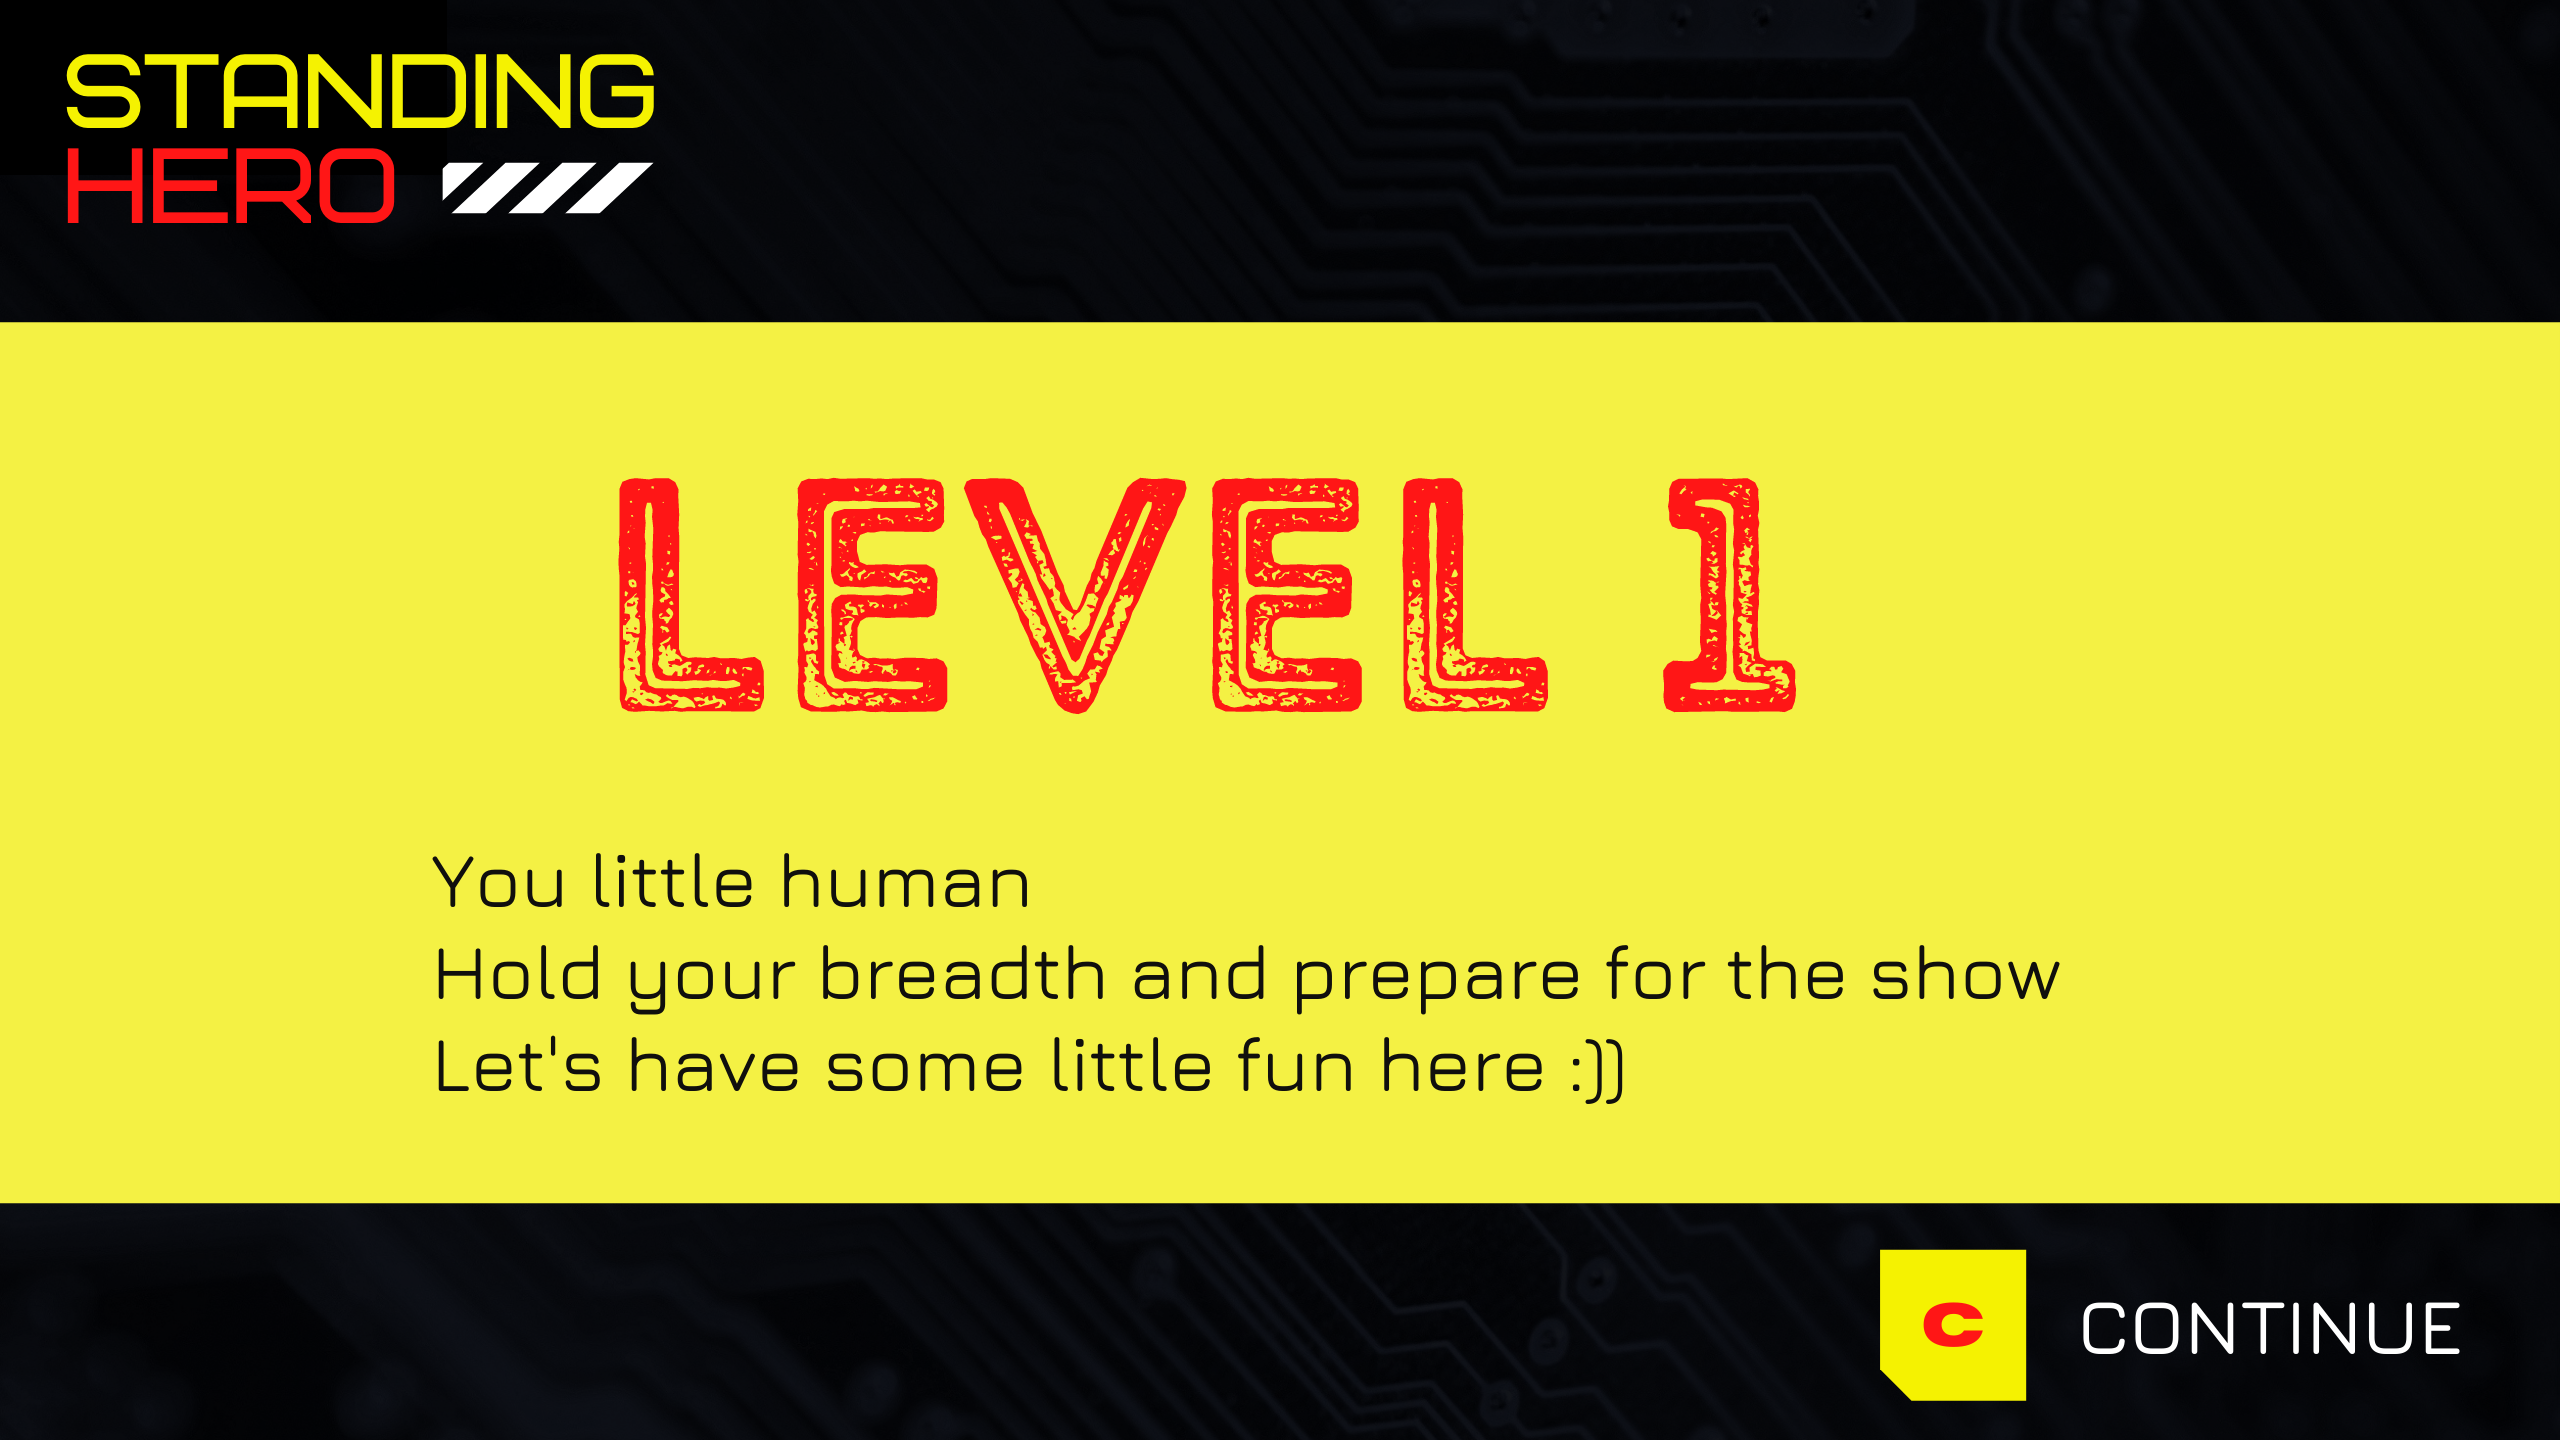 STANDING
HERO
LEVEL 1
You little human
Hold your breadth and prepare for the show
Let's have some little fun here :))
C CONTINUE